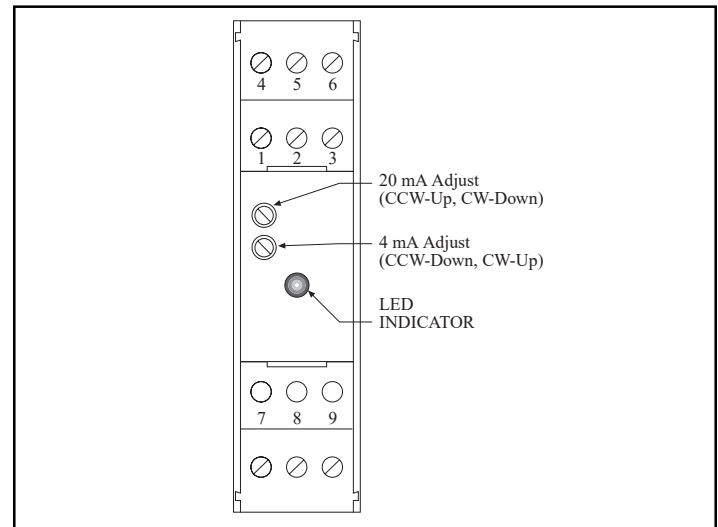 4 5 6
1 2 3
20 mA Adjust
(CCW-Up, CW-Down)
4 mA Adjust
(CCW-Down, CW-Up)
LED
INDICATOR
7 8 9